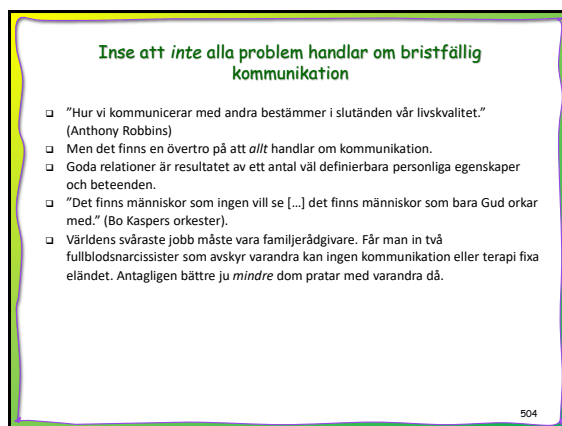 Inse att inte alla problem handlar om bristfällig
kommunikation
❑ ”Hur vi kommunicerar med andra bestämmer i slutänden vår livskvalitet.”
(Anthony Robbins)
❑ Men det finns en övertro på att allt handlar om kommunikation.
❑ Goda relationer är resultatet av ett antal väl definierbara personliga egenskaper
och beteenden.
❑ ”Det finns människor som ingen vill se […] det finns människor som bara Gud orkar
med.” (Bo Kaspers orkester).
❑ Världens svåraste jobb måste vara familjerådgivare. Får man in två
fullblodsnarcissister som avskyr varandra kan ingen kommunikation eller terapi fixa
eländet. Antagligen bättre ju mindre dom pratar med varandra då.
504